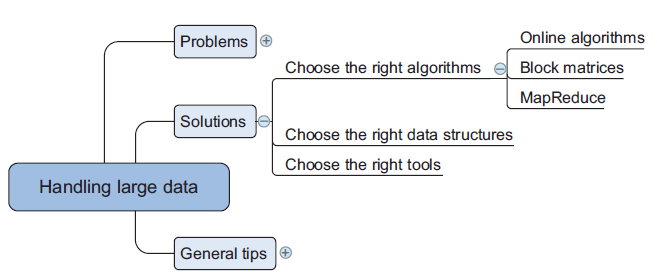 Problems
Online algorithms
Choose the right algorithms
Block matrices
MapReduce
Solutions
Choose the right data structures
Choose the right tools
Handling large data
General tips